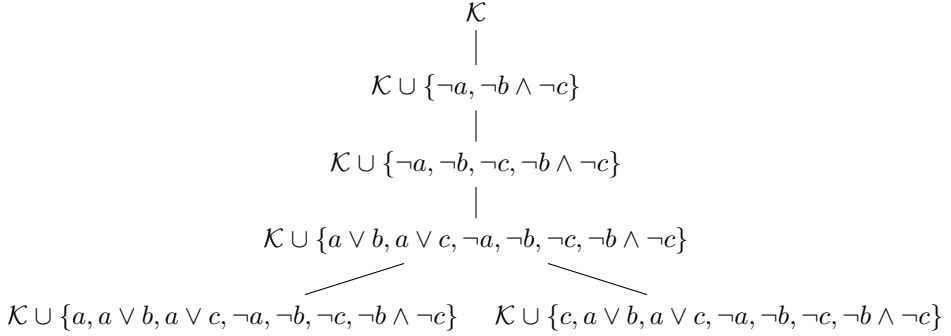 𝒦
𝒦 ∪ {¬a, ¬b ∧ ¬c}
𝒦 ∪ {¬a, ¬b, ¬c, ¬b ∧ ¬c}
𝒦 ∪ {a ∨ b, a ∨ c, ¬a, ¬b, ¬c, ¬b ∧ ¬c}
𝒦 ∪ {a, a ∨ b, a ∨ c, ¬a, ¬b, ¬c, ¬b ∧ ¬c} 𝒦 ∪ {c, a ∨ b, a ∨ c, ¬a, ¬b, ¬c, ¬b ∧ ¬c}